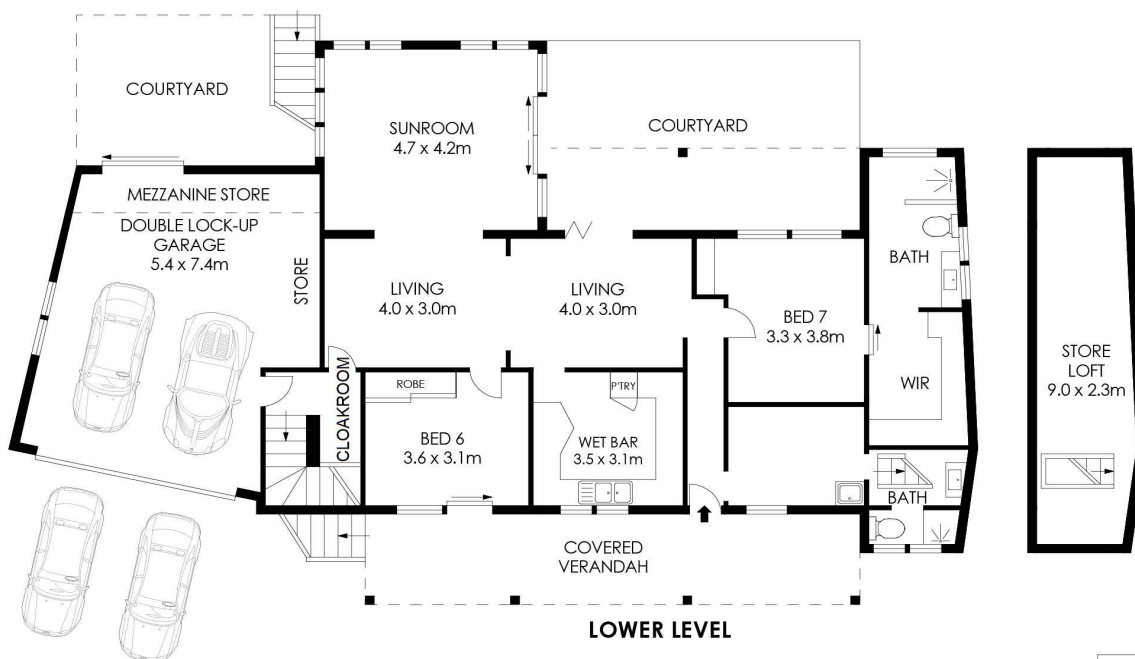 COURTYARD
SUNROOM
4.7 x 4.2m
COURTYARD
MEZZANINE STORE
DOUBLE LOCK-UP
GARAGE
5.4 x 7.4m
STORE
LIVING
4.0 x 3.0m
LIVING
4.0 x 3.0m
BED 7
3.3 x 3.8m
BATH
WIR
STORE
LOFT
9.0 x 2.3m
CLOAKROOM
ROBE
BED 6
3.6 x 3.1m
P'TRY
WET BAR
3.5 x 3.1m
BATH
COVERED
VERANDAH
LOWER LEVEL